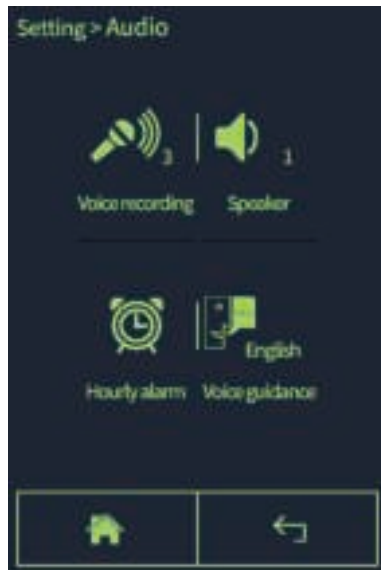 Setting > Audio
3 1
Voice recording Speaker
English
Hourly alarm Voice guidance